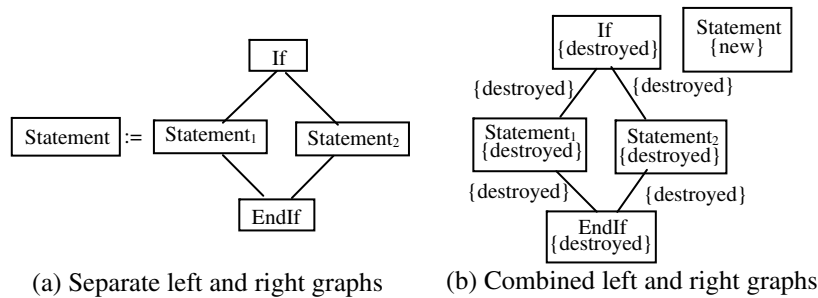 If
Statement := Statement₁ Statement₂
EndIf
(a) Separate left and right graphs
If
{destroyed}
Statement
{new}
{destroyed} {destroyed}
Statement₁
{destroyed}
Statement₂
{destroyed}
{destroyed} {destroyed}
EndIf
{destroyed}
(b) Combined left and right graphs